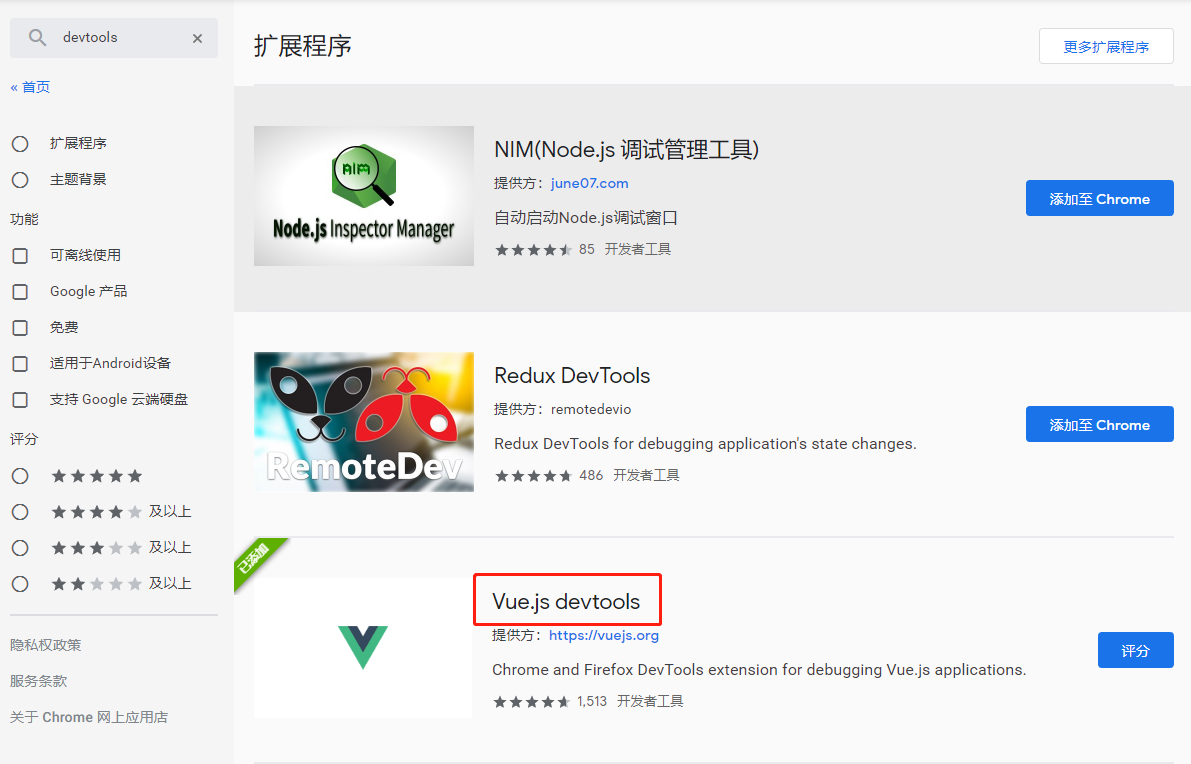 devtools ×
« 首页
扩展程序
主题背景
功能
可离线使用
Google 产品
免费
适用于Android设备
支持 Google 云端硬盘
评分
及以上
及以上
及以上
隐私权政策
服务条款
关于 Chrome 网上应用店
扩展程序
更多扩展程序
NIM
Node.js Inspector Manager
NIM(Node.js 调试管理工具)
提供方：june07.com
自动启动Node.js调试窗口
85 开发者工具
添加至 Chrome
RemoteDev
Redux DevTools
提供方：remotedevio
Redux DevTools for debugging application's state changes.
486 开发者工具
添加至 Chrome
已添加
Vue.js devtools
提供方：https://vuejs.org
Chrome and Firefox DevTools extension for debugging Vue.js applications.
1,513 开发者工具
评分